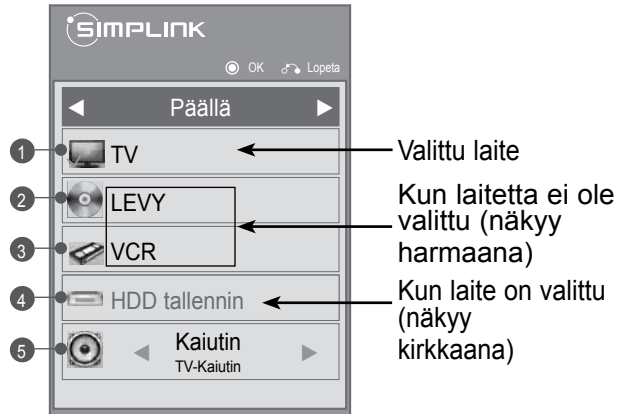 SIMPLINK
OK Lopeta
Päällä
1 TV
2 LEVY
3 VCR
4 HDD tallennin
5 Kaiutin
TV-Kaiutin
Valittu laite
Kun laitetta ei ole
valittu (näkyy
harmaana)
Kun laite on valittu
(näkyy
kirkkaana)